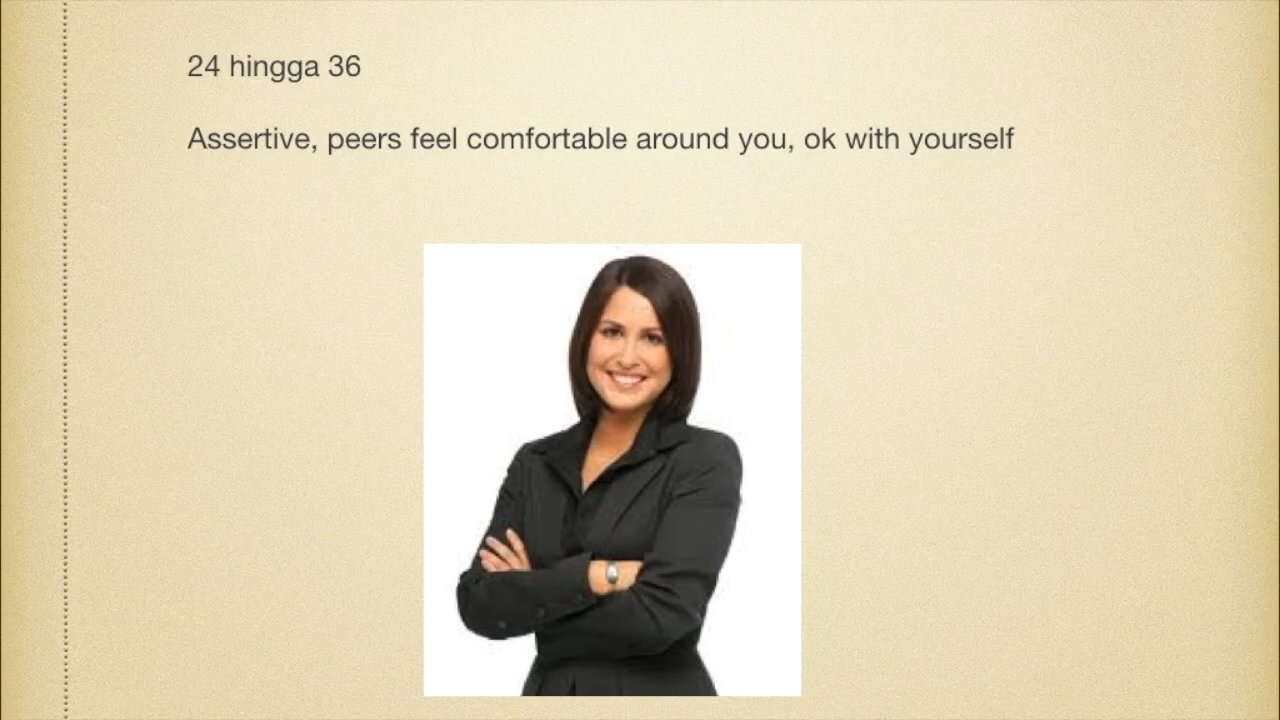 24 hingga 36
Assertive, peers feel comfortable around you, ok with yourself